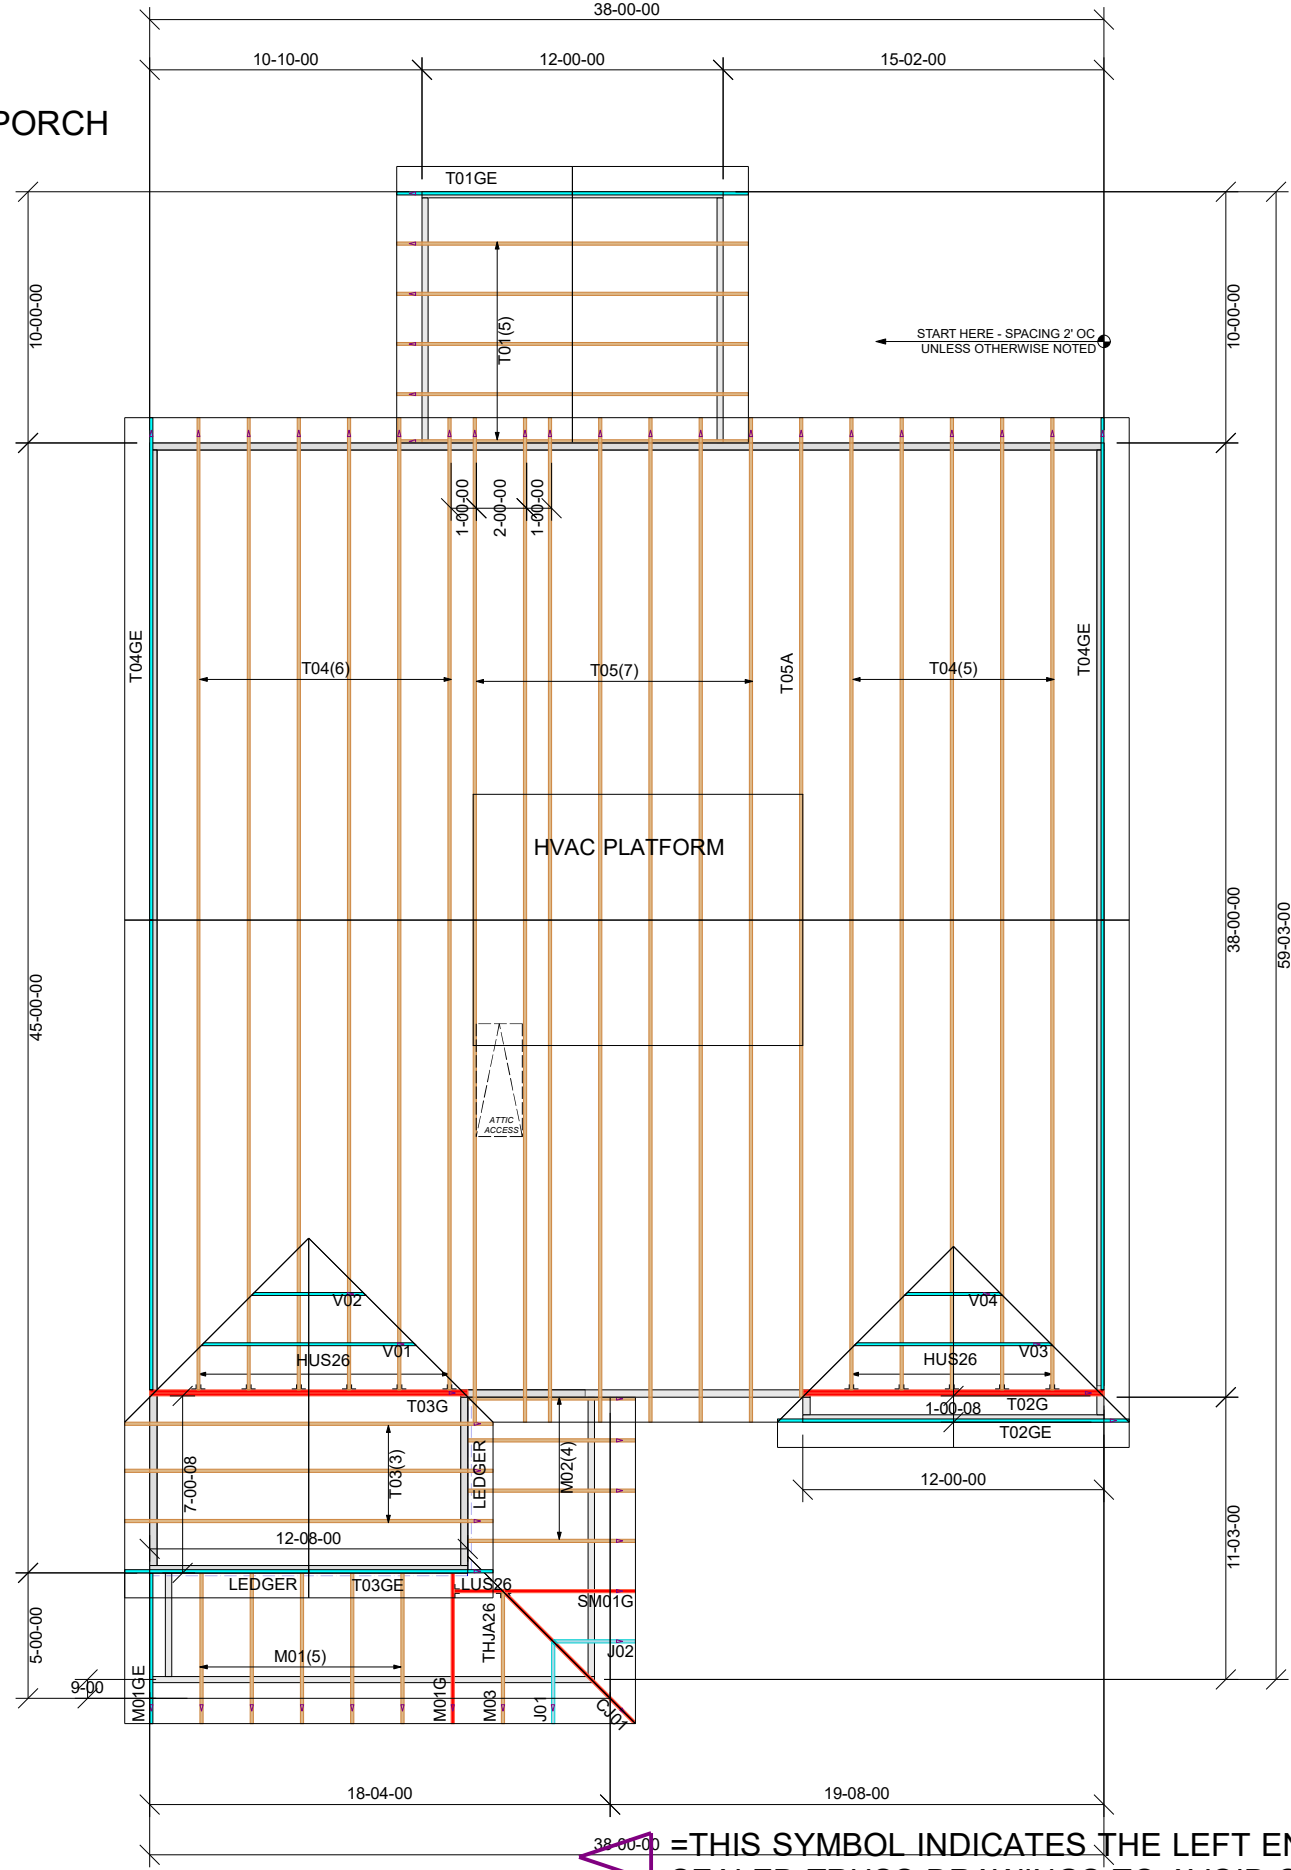 38-00-00
10-10-00
12-00-00
15-02-00
PORCH
T01GE
10-00-00
T01(5)
START HERE - SPACING 2' OC
UNLESS OTHERWISE NOTED
10-00-00
1-00-00
2-00-00
1-00-00
T04GE
T04(6)
T05(7)
T05A
T04(5)
T04GE
HVAC PLATFORM
45-00-00
38-00-00
59-03-00
ATTIC
ACCESS
V02
V01
HUS26
V04
V03
HUS26
T03G
T02G
1-00-08
T02GE
7-00-08
T03(3)
LEDGER
M02(4)
12-00-00
12-08-00
11-03-00
LEDGER
T03GE
LUS26
SM01G
5-00-00
THJA26
J02
M01(5)
9-00
M01GE
M01G
M03
J01
CJ01
18-04-00
19-08-00
38-00-00
=THIS SYMBOL INDICATES THE LEFT EN